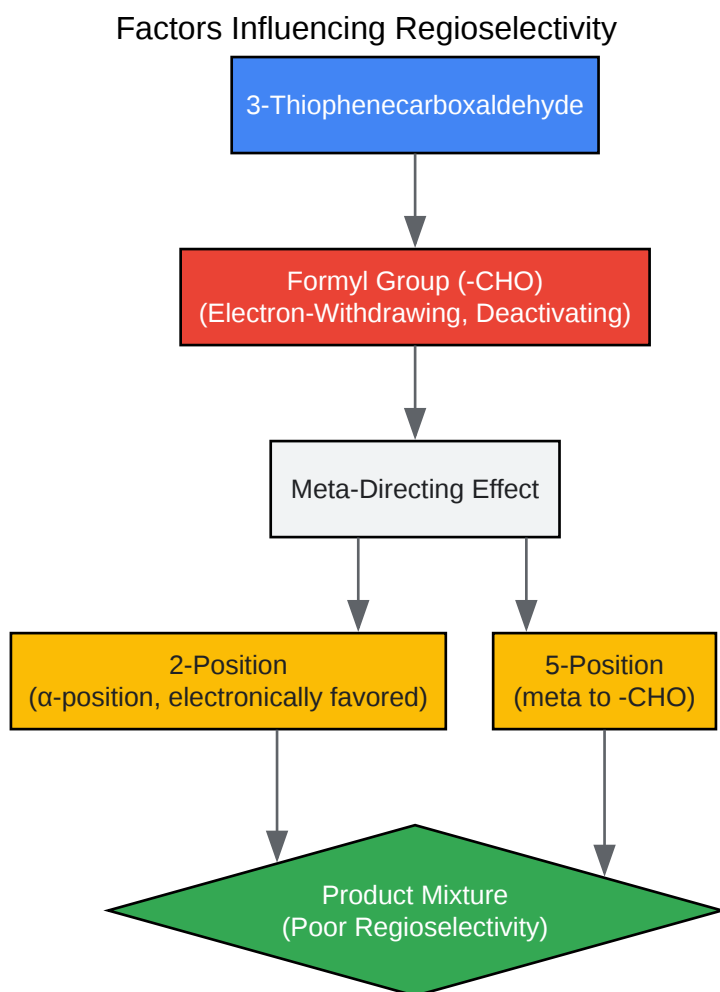 Factors Influencing Regioselectivity
3-Thiophenecarboxaldehyde
Formyl Group (-CHO)
(Electron-Withdrawing, Deactivating)
Meta-Directing Effect
2-Position
(α-position, electronically favored)
5-Position
(meta to -CHO)
Product Mixture
(Poor Regioselectivity)